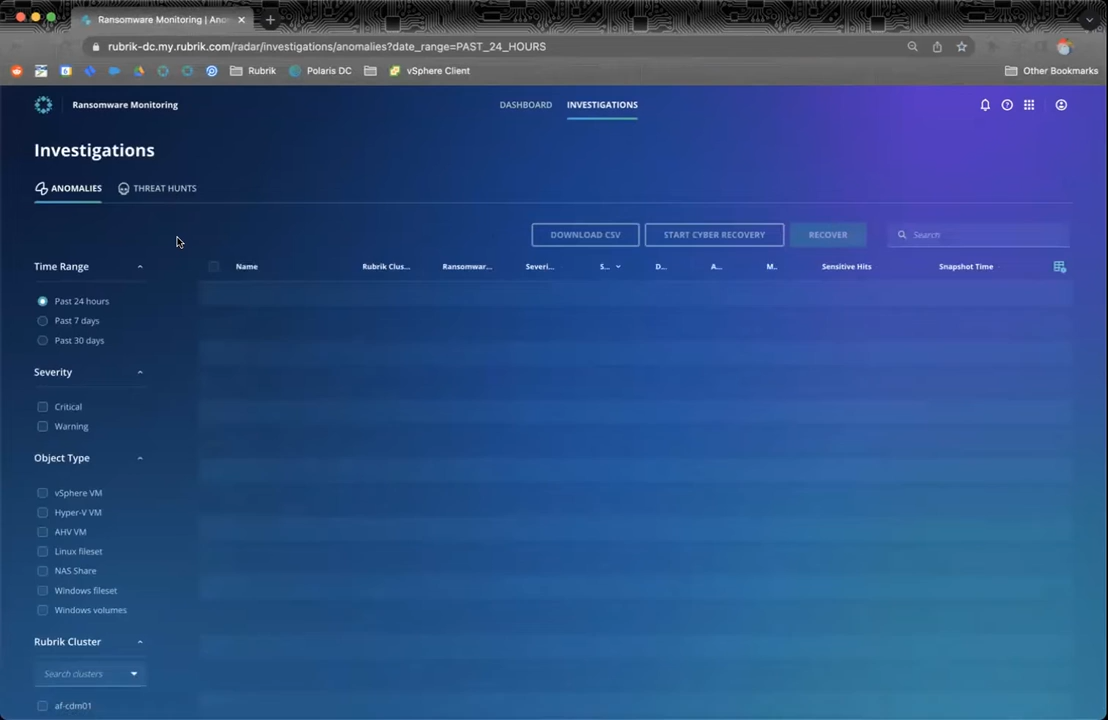 Ransomware Monitoring | Ano
rubrik-dc.my.rubrik.com/radar/investigations/anomalies?date_range=PAST_24_HOURS
Rubrik
Polaris DC
vSphere Client
Other Bookmarks
Ransomware Monitoring
DASHBOARD
INVESTIGATIONS
Investigations
ANOMALIES
THREAT HUNTS
DOWNLOAD CSV
START CYBER RECOVERY
RECOVER
Search
Time Range
Name
Rubrik Clus...
Ransomwar...
Severi...
S...
D...
A...
M..
Sensitive Hits
Snapshot Time
Past 24 hours
Past 7 days
Past 30 days
Severity
Critical
Warning
Object Type
vSphere VM
Hyper-V VM
AHV VM
Linux fileset
NAS Share
Windows fileset
Windows volumes
Rubrik Cluster
Search clusters
af-cdm01